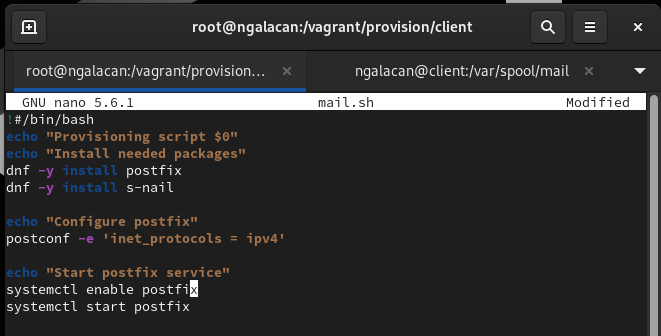 root@ngalacan:/vagrant/provision/client
root@ngalacan:/vagrant/provision...
ngalacan@client:/var/spool/mail
GNU nano 5.6.1 mail.sh Modified
!#/bin/bash
echo "Provisioning script $0"
echo "Install needed packages"
dnf -y install postfix
dnf -y install s-nail
echo "Configure postfix"
postconf -e 'inet_protocols = ipv4'
echo "Start postfix service"
systemctl enable postfix
systemctl start postfix